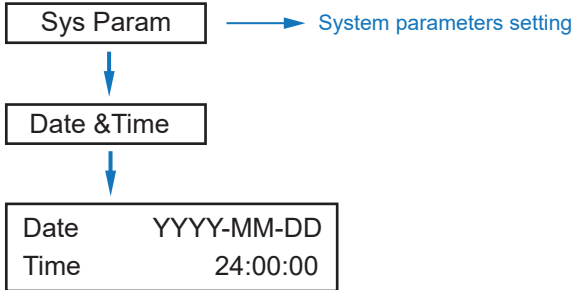 Sys Param System parameters setting
Date &Time
Date YYYY-MM-DD
Time 24:00:00